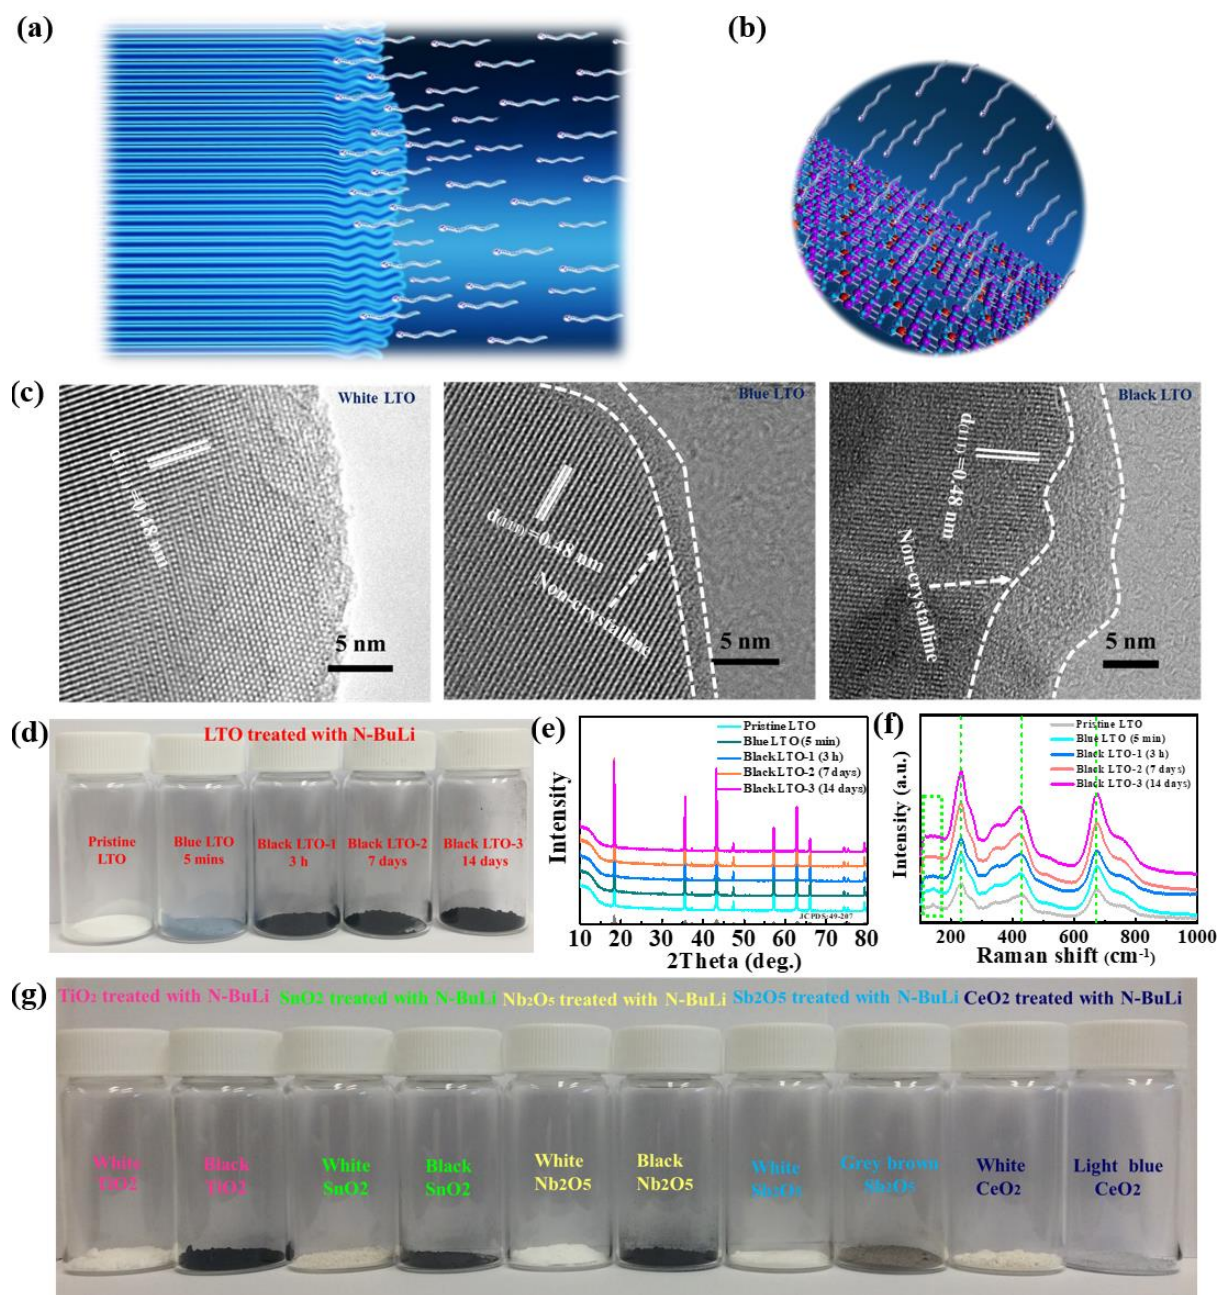 (a)
(b)
(c)
White LTO
d(111)=0.48 nm
5 nm
Blue LTO
d(111)=0.48 nm
Non-crystalline
5 nm
Black LTO
d(111)=0.48 nm
Non-crystalline
5 nm
(d)
LTO treated with N-BuLi
Pristine
LTO
Blue LTO
5 mins
Black LTO-1
3 h
Black LTO-2
7 days
Black LTO-3
14 days
(e)
Pristine LTO
Blue LTO (5 min)
Black LTO-1 (3 h)
Black LTO-2 (7 days)
Black LTO-3 (14 days)
Intensity
JCPDS:49-207
10 20 30 40 50 60 70 80
2Theta (deg.)
(f)
Pristine LTO
Blue LTO (5 min)
Black LTO-1 (3 h)
Black LTO-2 (7 days)
Black LTO-3 (14 days)
Intensity (a.u.)
200 400 600 800 1000
Raman shift (cm-1)
(g)
TiO2 treated with N-BuLi
SnO2 treated with N-BuLi
Nb2O5 treated with N-BuLi
Sb2O5 treated with N-BuLi
CeO2 treated with N-BuLi
White
TiO2
Black
TiO2
White
SnO2
Black
SnO2
White
Nb2O5
Black
Nb2O5
White
Sb2O5
Grey brown
Sb2O5
White
CeO2
Light blue
CeO2